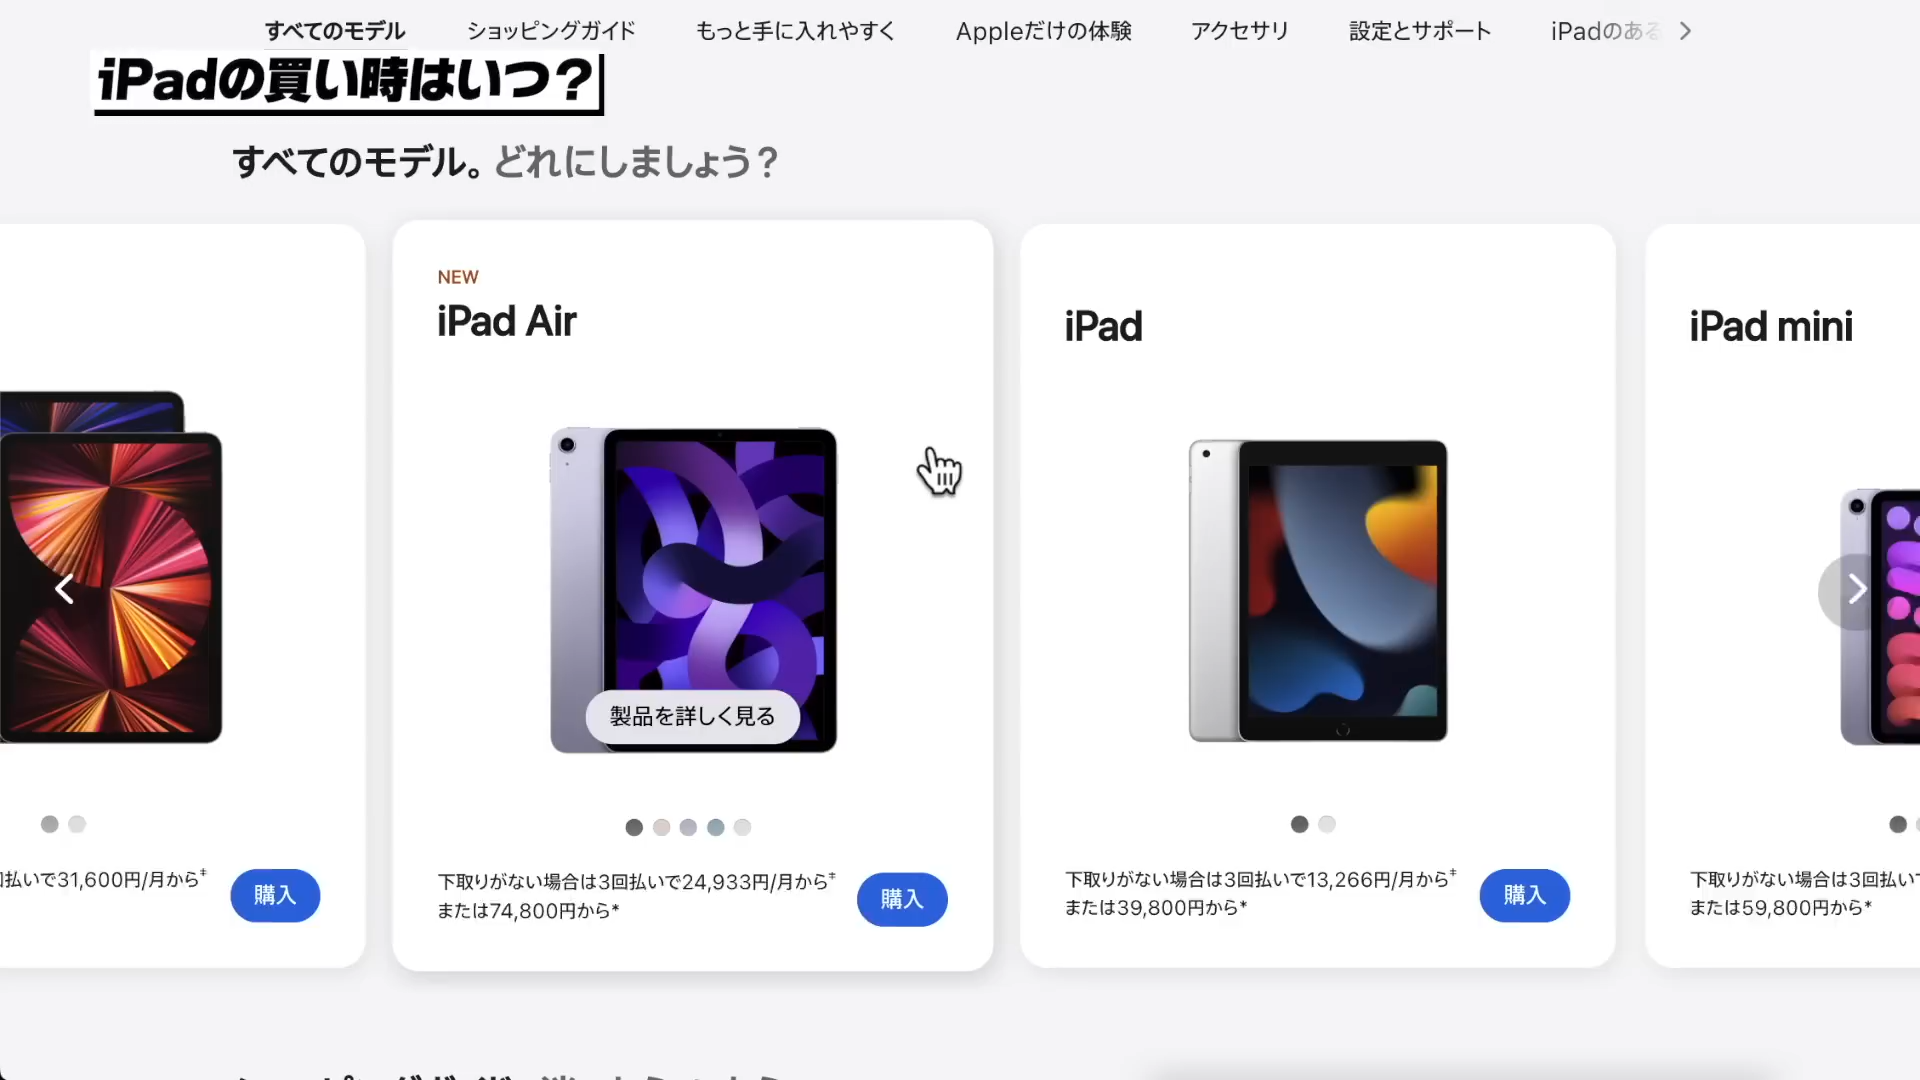 すべてのモデル
ショッピングガイド
もっと手に入れやすく
Appleだけの体験
アクセサリ
設定とサポート
iPadのある
iPadの買い時はいつ？
すべてのモデル。どれにしましょう？
払いで31,600円/月から‡
購入
NEW
iPad Air
製品を詳しく見る
下取りがない場合は3回払いで24,933円/月から‡
または74,800円から*
購入
iPad
下取りがない場合は3回払いで13,266円/月から‡
または39,800円から*
購入
iPad mini
下取りがない場合は3回払い
または59,800円から*